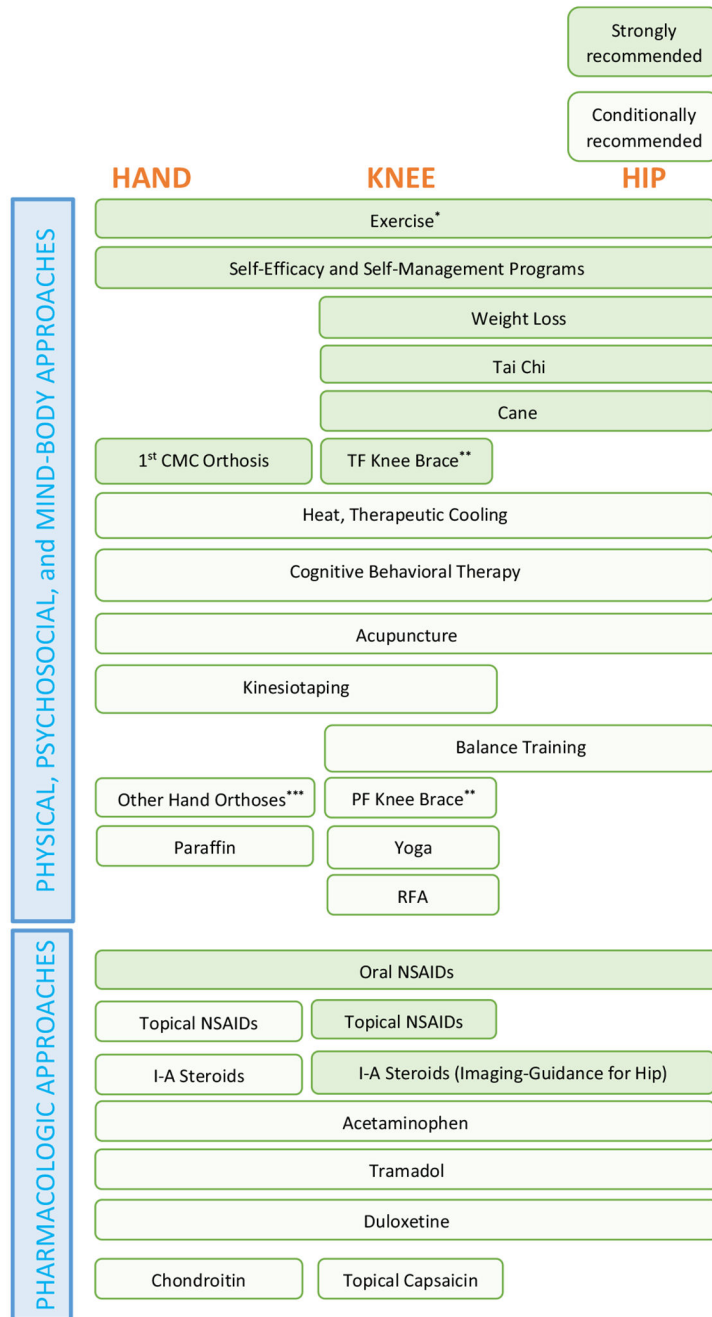 Strongly
recommended
Conditionally
recommended
HAND KNEE HIP
PHYSICAL, PSYCHOSOCIAL, and MIND-BODY APPROACHES
Exercise*
Self-Efficacy and Self-Management Programs
Weight Loss
Tai Chi
Cane
1st CMC Orthosis TF Knee Brace**
Heat, Therapeutic Cooling
Cognitive Behavioral Therapy
Acupuncture
Kinesiotaping
Balance Training
Other Hand Orthoses*** PF Knee Brace**
Paraffin Yoga
RFA
PHARMACOLOGIC APPROACHES
Oral NSAIDs
Topical NSAIDs Topical NSAIDs
I-A Steroids I-A Steroids (Imaging-Guidance for Hip)
Acetaminophen
Tramadol
Duloxetine
Chondroitin Topical Capsaicin